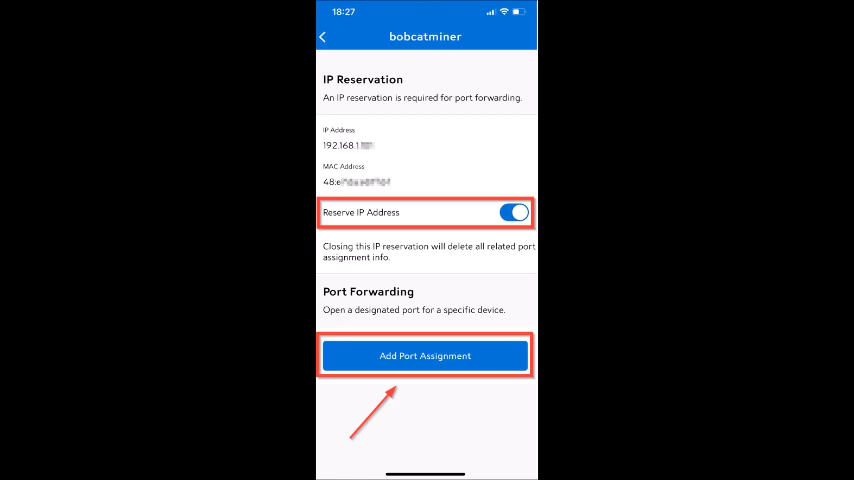 18:27
bobcatminer
IP Reservation
An IP reservation is required for port forwarding.
IP Address
192.168.1.
MAC Address
48:e
Reserve IP Address
Closing this IP reservation will delete all related port
assignment info.
Port Forwarding
Open a designated port for a specific device.
Add Port Assignment